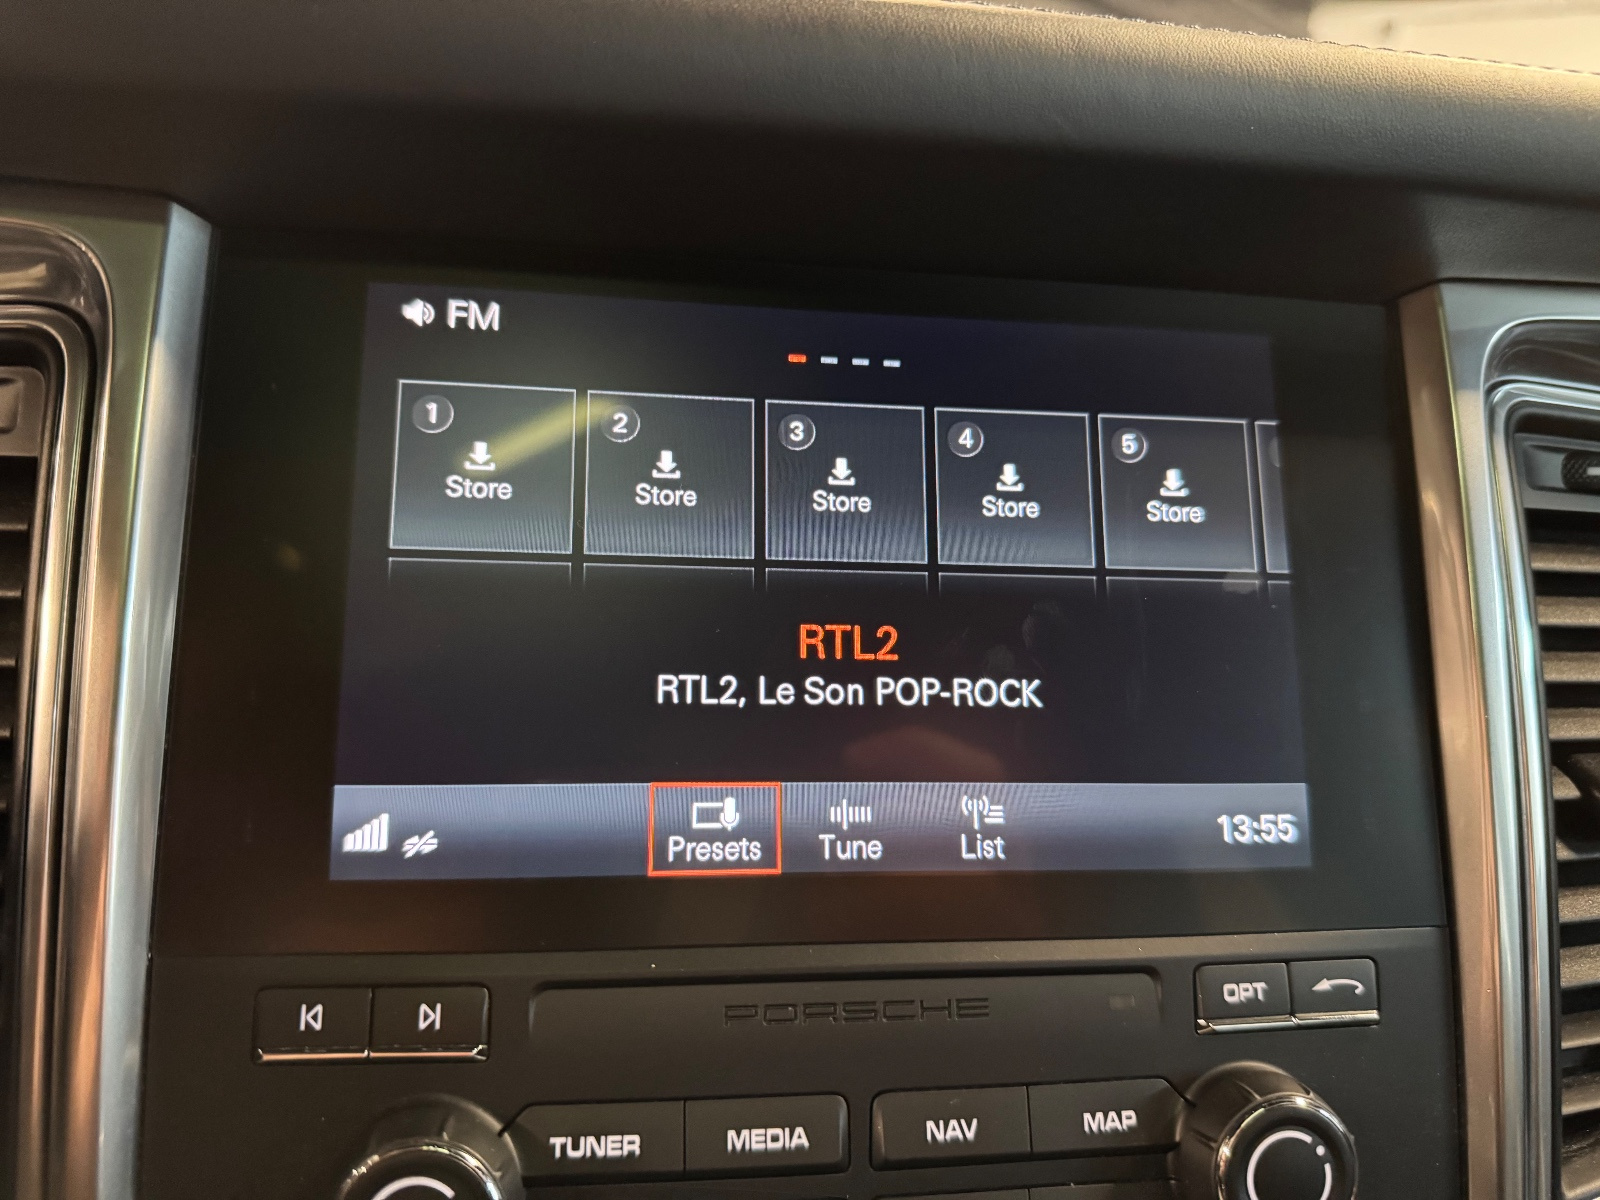 FM
1
Store
2
Store
3
Store
4
Store
5
Store
RTL2
RTL2, Le Son POP-ROCK
Presets
Tune
List
13:55
PORSCHE
OPT
TUNER
MEDIA
NAV
MAP